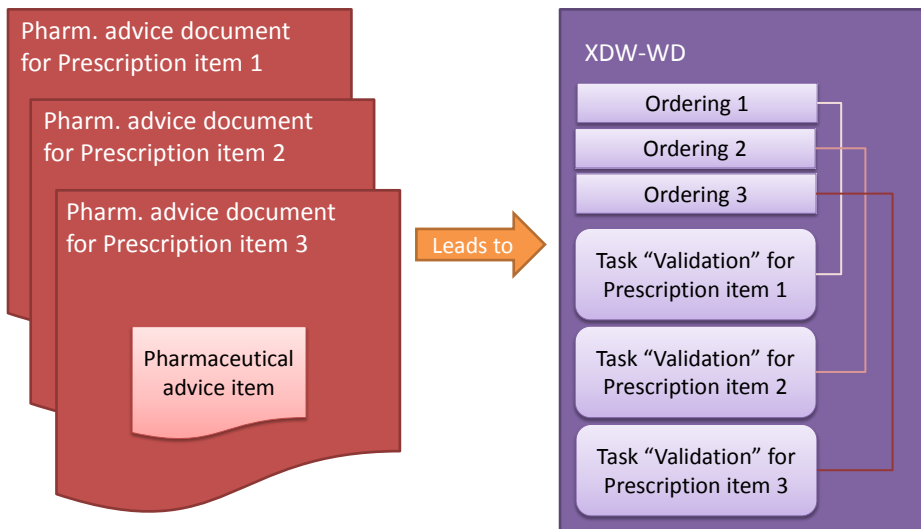 Pharm. advice document
for Prescription item 1
Pharm. advice document
for Prescription item 2
Pharm. advice document
for Prescription item 3
Pharmaceutical
advice item
Leads to
XDW-WD
Ordering 1
Ordering 2
Ordering 3
Task “Validation” for
Prescription item 1
Task “Validation” for
Prescription item 2
Task “Validation” for
Prescription item 3